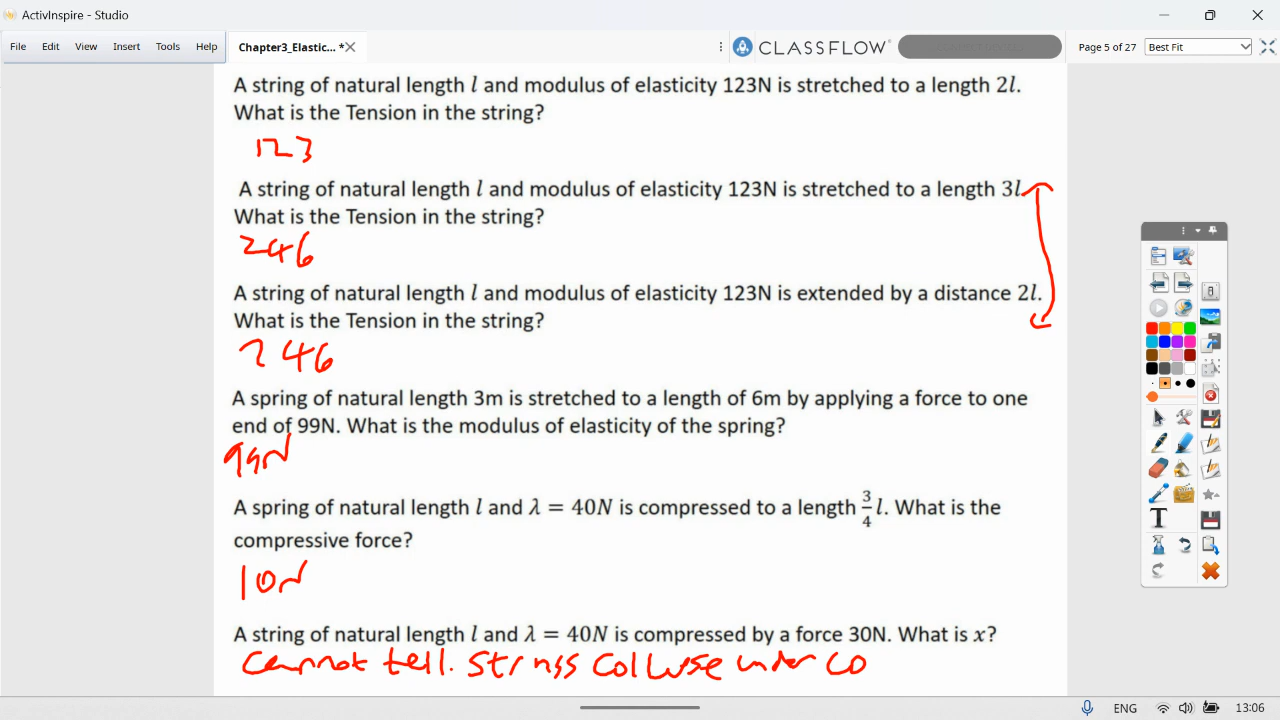 ActivInspire - Studio
File Edit View Insert Tools Help
Chapter3_Elastic... *
CLASSFLOW
Page 5 of 27
Best Fit
A string of natural length l and modulus of elasticity 123N is stretched to a length 2l.
What is the Tension in the string?
123
A string of natural length l and modulus of elasticity 123N is stretched to a length 3l
What is the Tension in the string?
246
A string of natural length l and modulus of elasticity 123N is extended by a distance 2l.
What is the Tension in the string?
246
A spring of natural length 3m is stretched to a length of 6m by applying a force to one
end of 99N. What is the modulus of elasticity of the spring?
99N
A spring of natural length l and λ = 40N is compressed to a length 3/4 l. What is the
compressive force?
10N
A string of natural length l and λ = 40N is compressed by a force 30N. What is x?
Cannot tell. under co
T
ENG
13:06